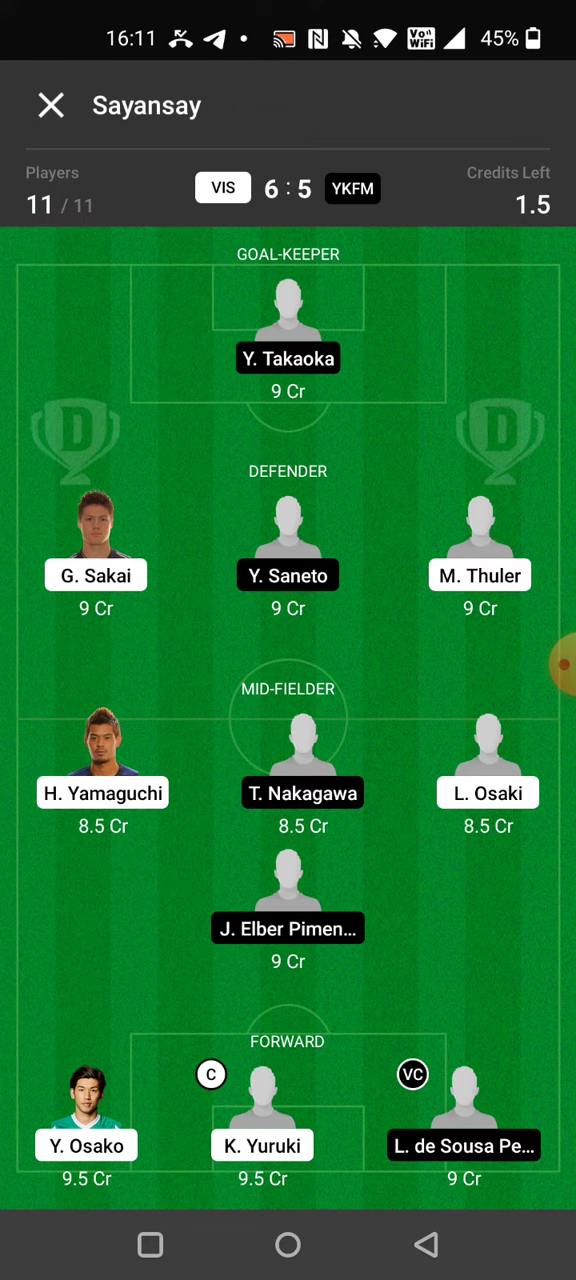 16:11
Vo))
WiFi
45%
Sayansay
Players
11 / 11
VIS 6 : 5 YKFM
Credits Left
1.5
GOAL-KEEPER
Y. Takaoka
9 Cr
D D
DEFENDER
G. Sakai Y. Saneto M. Thuler
9 Cr 9 Cr 9 Cr
MID-FIELDER
H. Yamaguchi T. Nakagawa L. Osaki
8.5 Cr 8.5 Cr 8.5 Cr
J. Elber Pimen...
9 Cr
FORWARD
C VC
Y. Osako K. Yuruki L. de Sousa Pe...
9.5 Cr 9.5 Cr 9 Cr